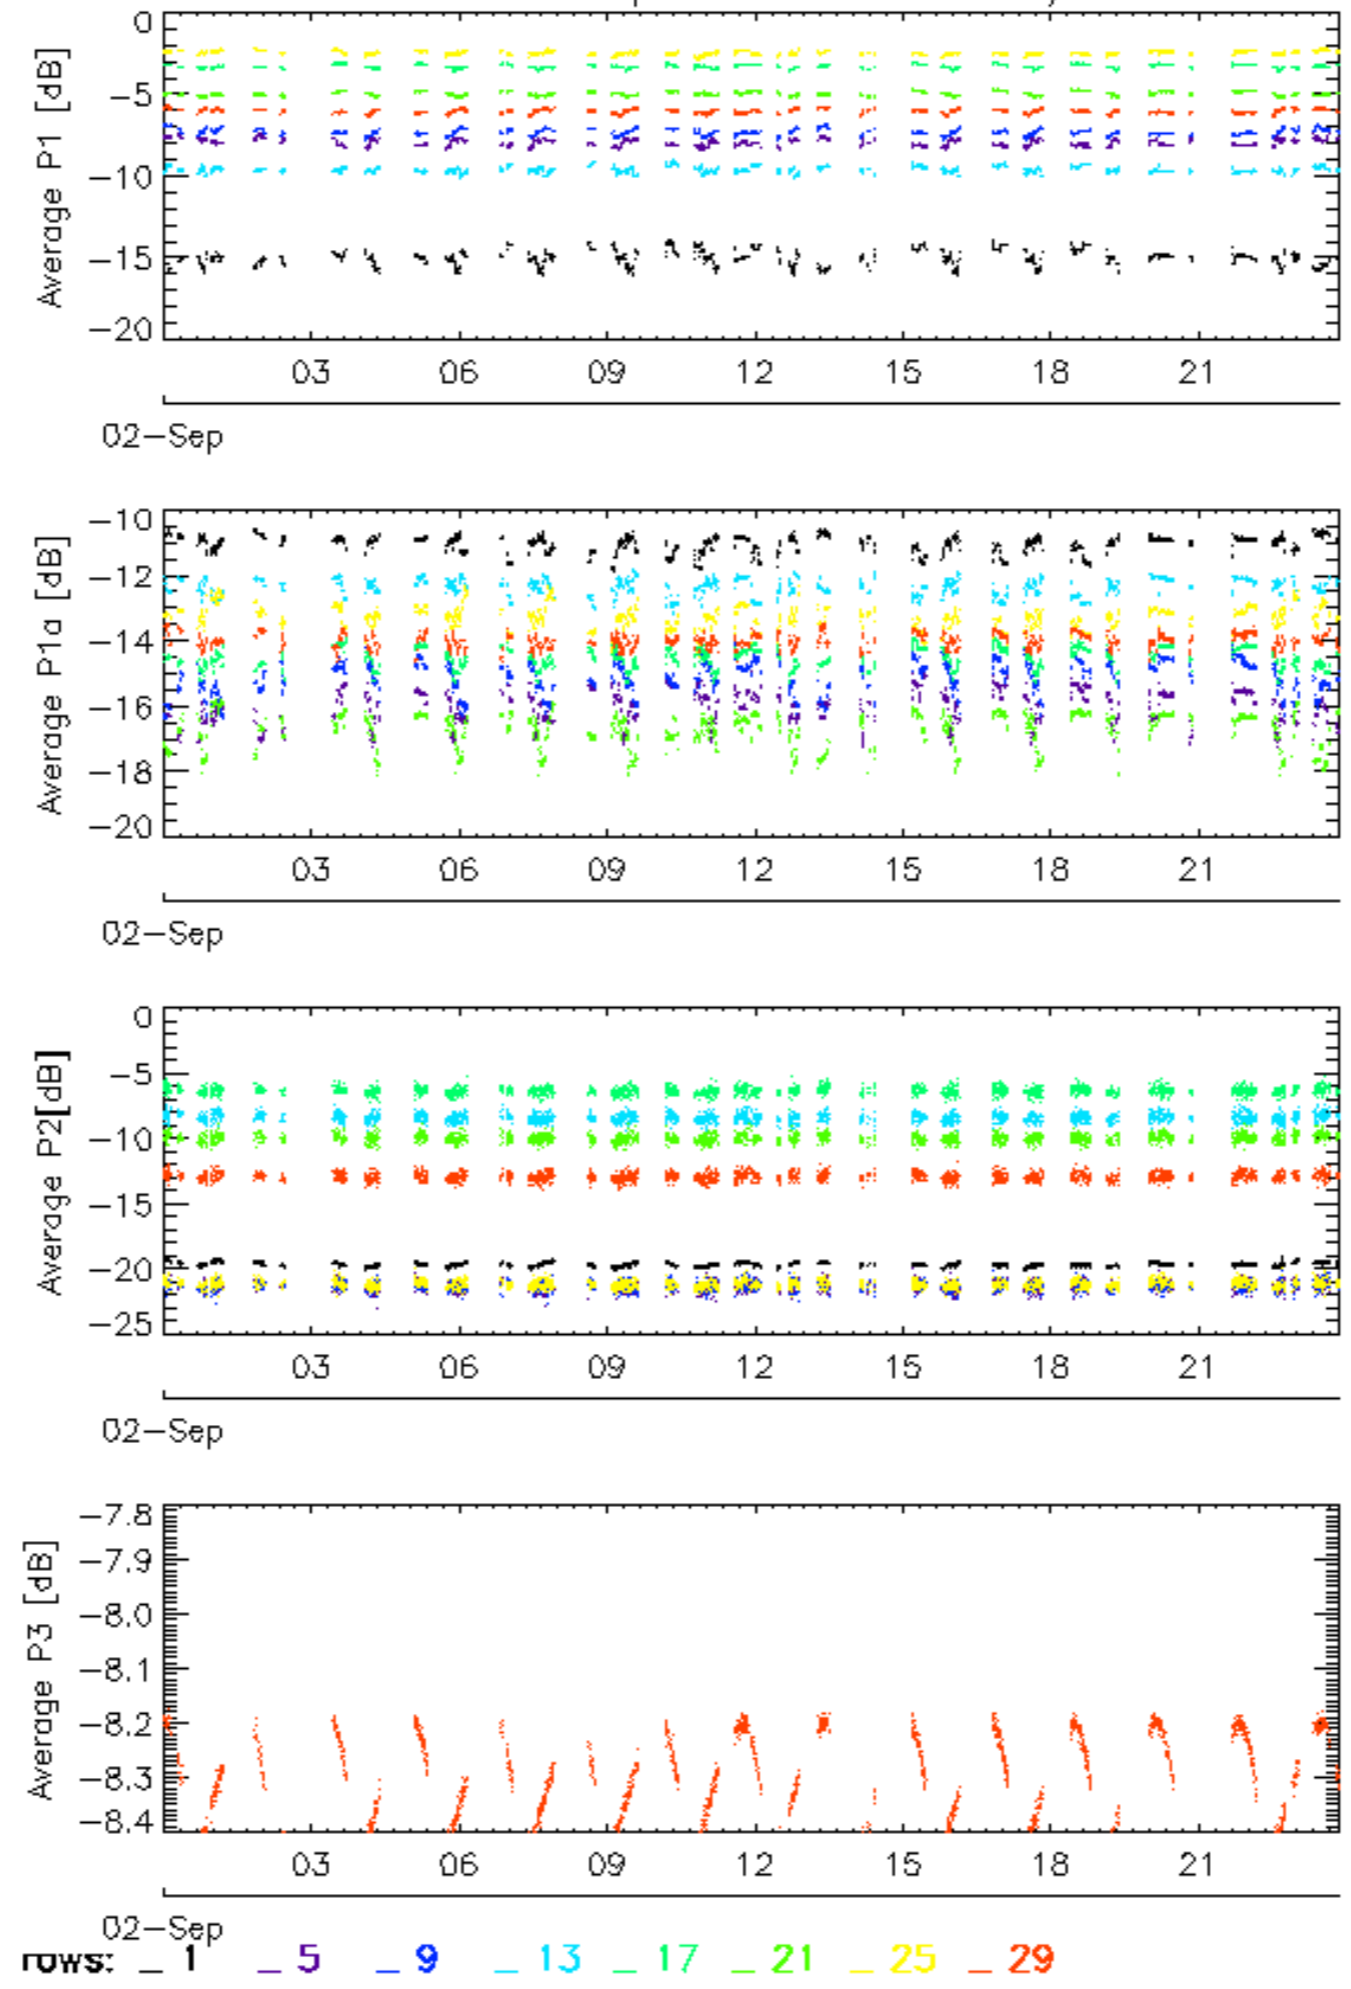 Average P1 [dB]
0
−5
−10
−15
−20
03 06 09 12 15 18 21
02−Sep
Average P1a [dB]
−10
−12
−14
−16
−18
−20
03 06 09 12 15 18 21
02−Sep
Average P2[dB]
0
−5
−10
−15
−20
−25
03 06 09 12 15 18 21
02−Sep
Average P3 [dB]
−7.8
−7.9
−8.0
−8.1
−8.2
−8.3
−8.4
03 06 09 12 15 18 21
02−Sep
rows: _ 1 _ 5 _ 9 _ 13 _ 17 _ 21 _ 25 _ 29